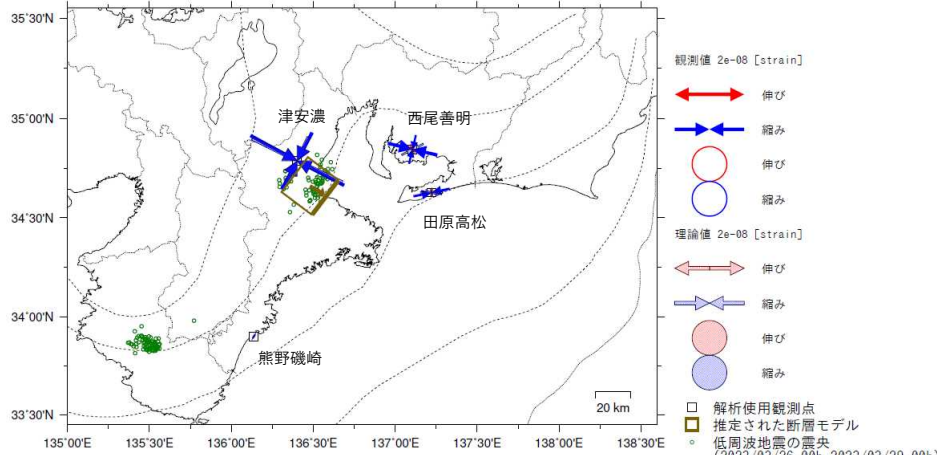 35°30'N
35°00'N
34°30'N
34°00'N
33°30'N
135°00'E
135°30'E
136°00'E
136°30'E
137°00'E
137°30'E
138°00'E
138°30'E
津安濃
西尾善明
田原高松
熊野磯崎
20 km
観測値 2e-08 [strain]
伸び
縮み
伸び
縮み
理論値 2e-08 [strain]
伸び
縮み
伸び
縮み
解析使用観測点
推定された断層モデル
低周波地震の震央